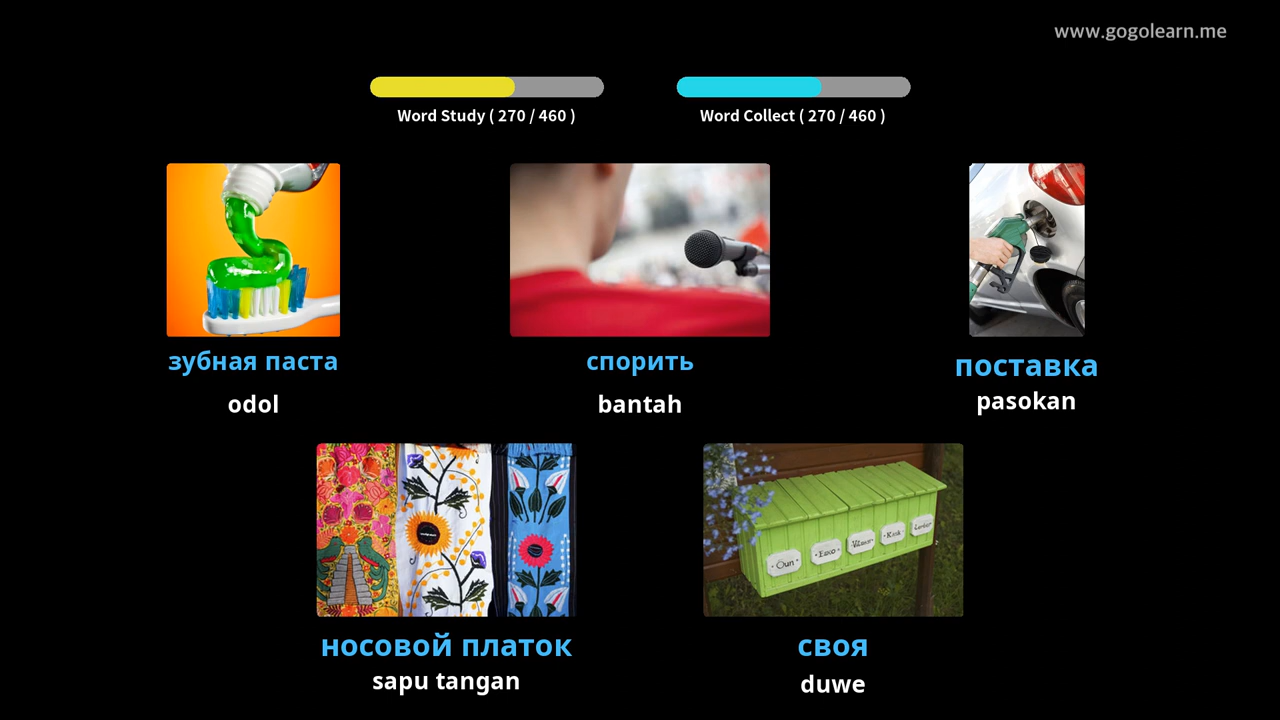 www.gogolearn.me
Word Study ( 270 / 460 )
Word Collect ( 270 / 460 )
зубная паста
odol
спорить
bantah
поставка
pasokan
носовой платок
sapu tangan
своя
duwe